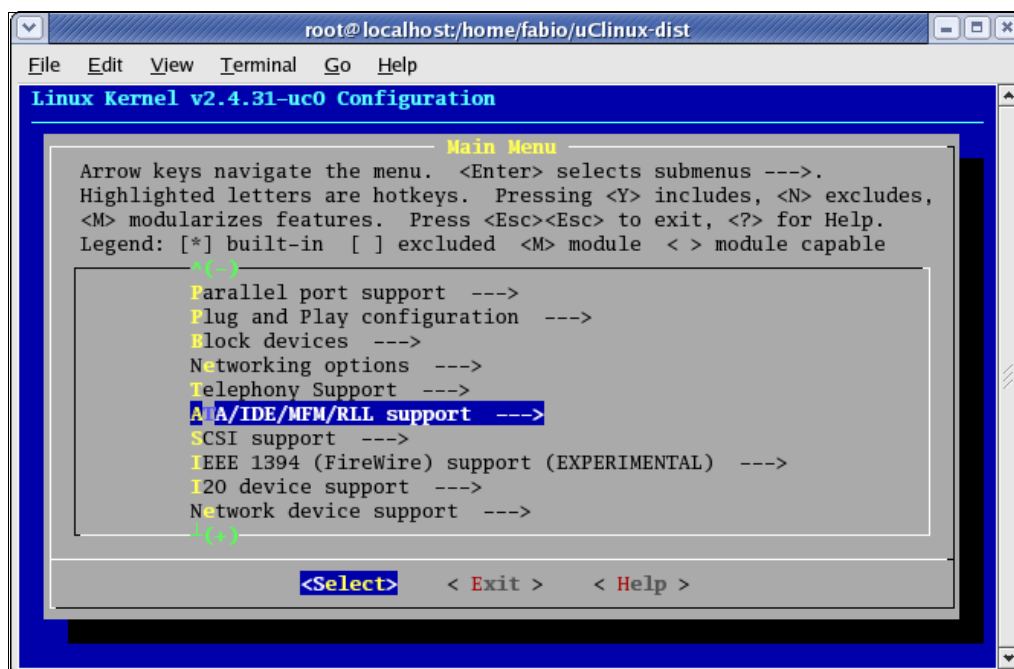 root@localhost:/home/fabio/uClinux-dist
File Edit View Terminal Go Help
Linux Kernel v2.4.31-uc0 Configuration
Main Menu
Arrow keys navigate the menu. <Enter> selects submenus --->.
Highlighted letters are hotkeys. Pressing <Y> includes, <N> excludes,
<M> modularizes features. Press <Esc><Esc> to exit, <?> for Help.
Legend: [*] built-in [ ] excluded <M> module < > module capable
^(-)
Parallel port support --->
Plug and Play configuration --->
Block devices --->
Networking options --->
Telephony Support --->
ATA/IDE/MFM/RLL support --->
SCSI support --->
IEEE 1394 (FireWire) support (EXPERIMENTAL) --->
I2O device support --->
Network device support --->
┴(+)
<Select> < Exit > < Help >